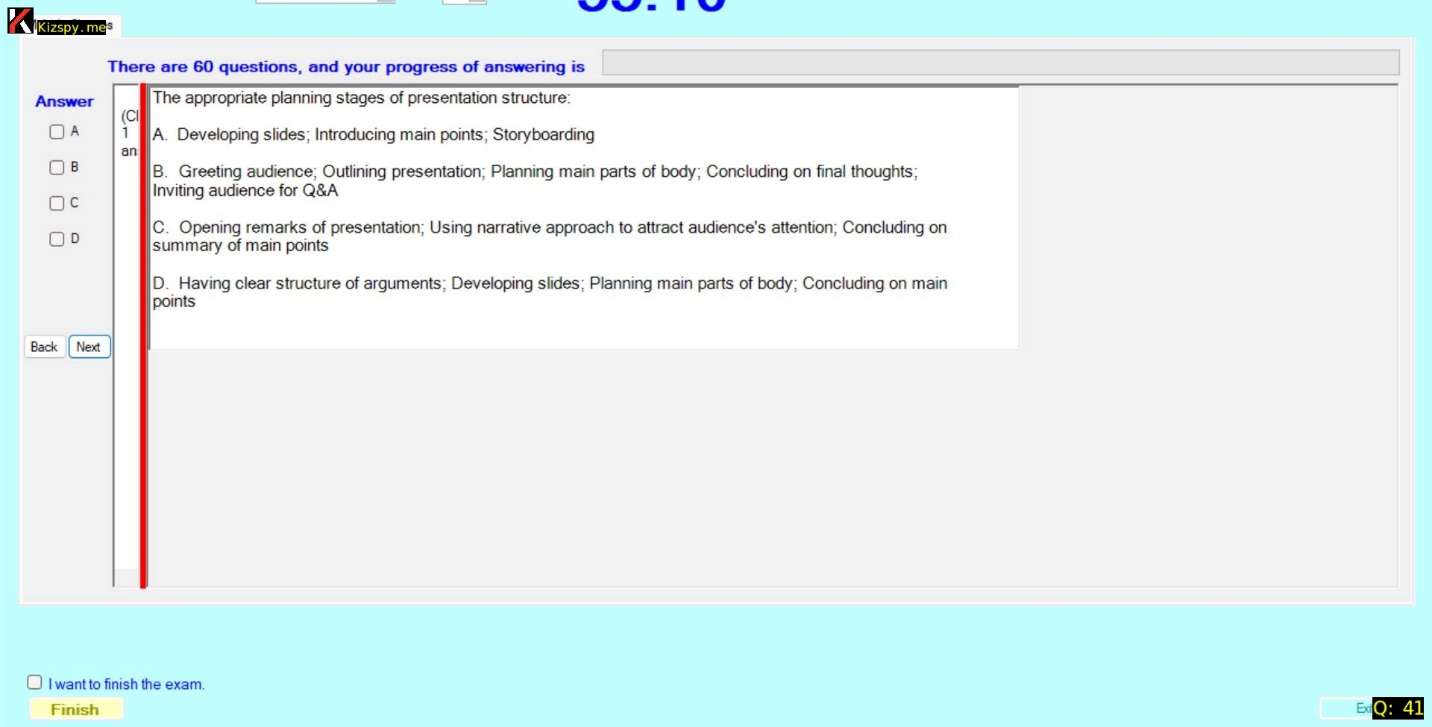 Kizspy.me
s
There are 60 questions, and your progress of answering is
Answer
A
B
C
D
Back Next
(Cl
1
an
The appropriate planning stages of presentation structure:
A. Developing slides; Introducing main points; Storyboarding
B. Greeting audience; Outlining presentation; Planning main parts of body; Concluding on final thoughts;
Inviting audience for Q&A
C. Opening remarks of presentation; Using narrative approach to attract audience's attention; Concluding on
summary of main points
D. Having clear structure of arguments; Developing slides; Planning main parts of body; Concluding on main
points
I want to finish the exam.
Finish
Exi
Q: 41